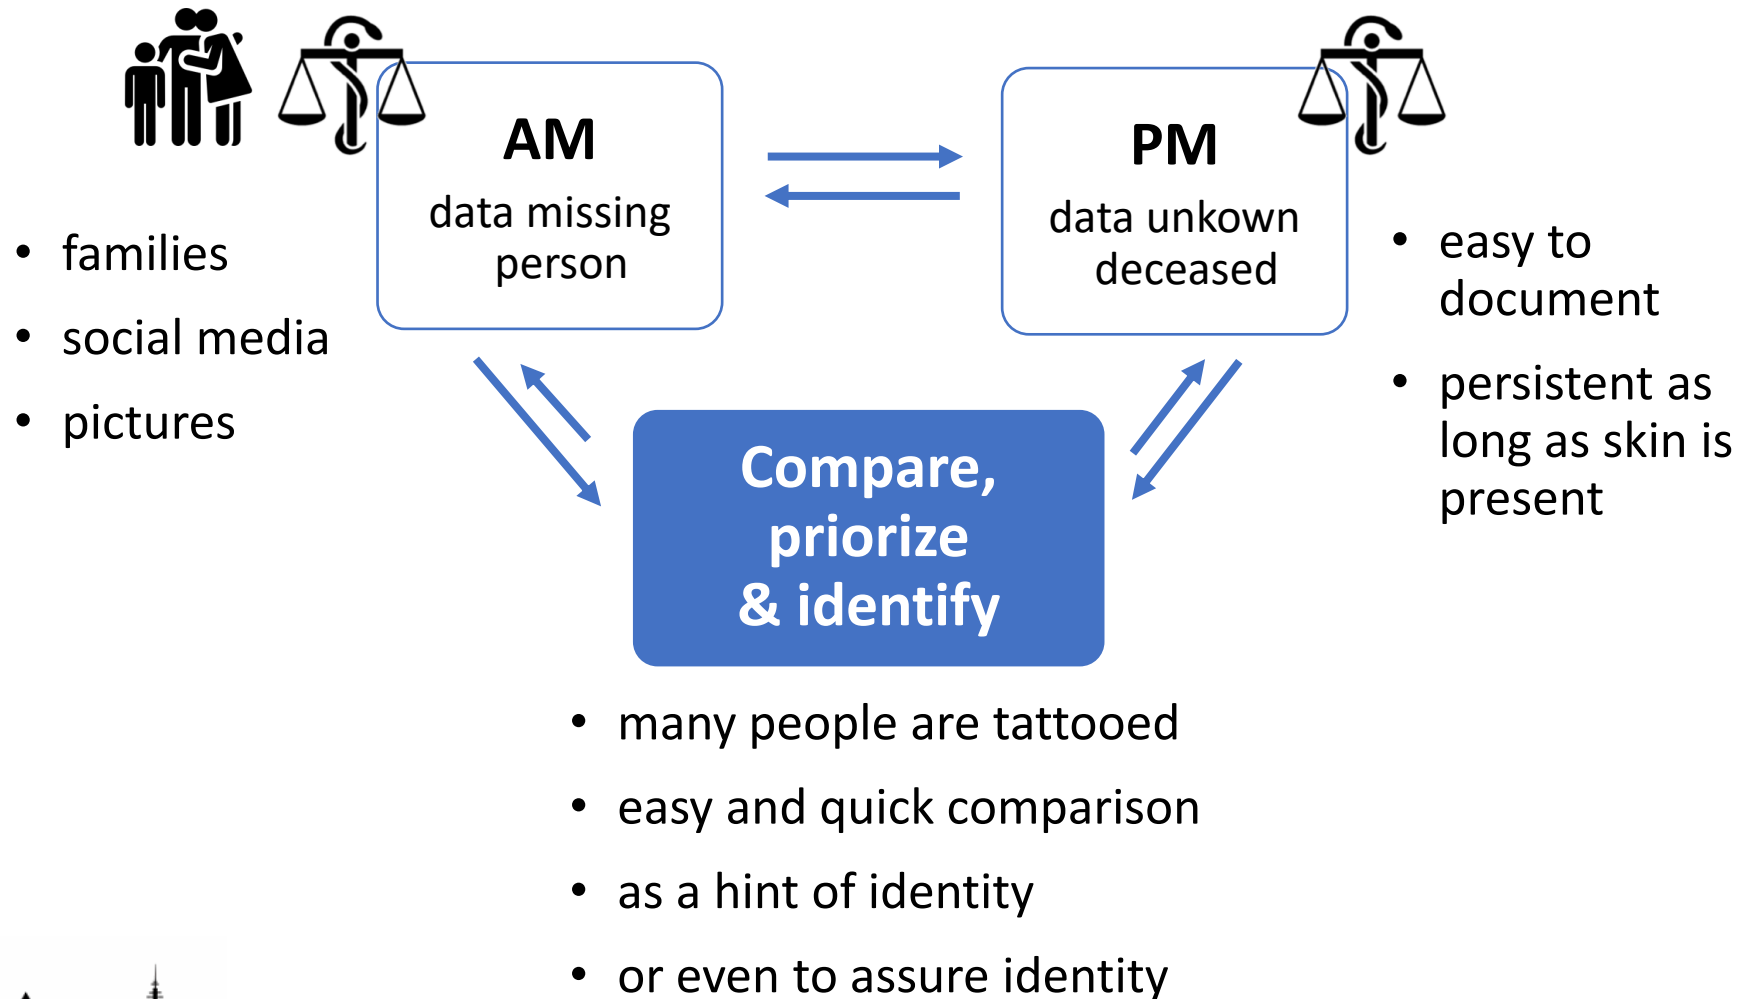 AM
data missing
person
PM
data unkown
deceased
• families
• social media
• pictures
• easy to
document
• persistent as
long as skin is
present
Compare,
priorize
& identify
• many people are tattooed
• easy and quick comparison
• as a hint of identity
• or even to assure identity